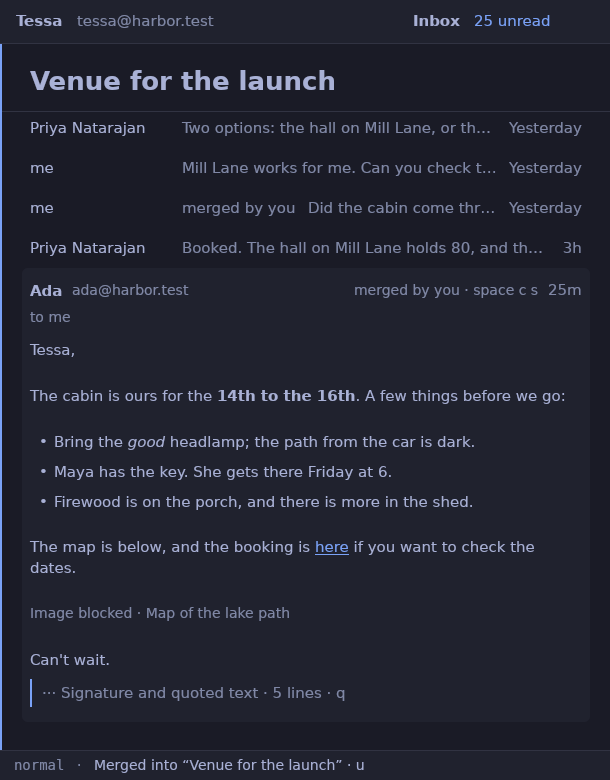 Tessa tessa@harbor.test Inbox 25 unread
Venue for the launch
Priya Natarajan Two options: the hall on Mill Lane, or th… Yesterday
me Mill Lane works for me. Can you check t… Yesterday
me merged by you Did the cabin come thr… Yesterday
Priya Natarajan Booked. The hall on Mill Lane holds 80, and th… 3h
Ada ada@harbor.test merged by you · space c s 25m
to me
Tessa,
The cabin is ours for the 14th to the 16th. A few things before we go:
• Bring the good headlamp; the path from the car is dark.
• Maya has the key. She gets there Friday at 6.
• Firewood is on the porch, and there is more in the shed.
The map is below, and the booking is here if you want to check the
dates.
Image blocked · Map of the lake path
Can't wait.
··· Signature and quoted text · 5 lines · q
normal · Merged into “Venue for the launch” · u